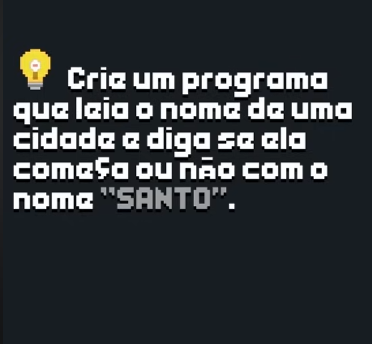 Crie um programa
que leia o nome de uma
cidade e diga se ela
começa ou não com o
nome "SANTO".